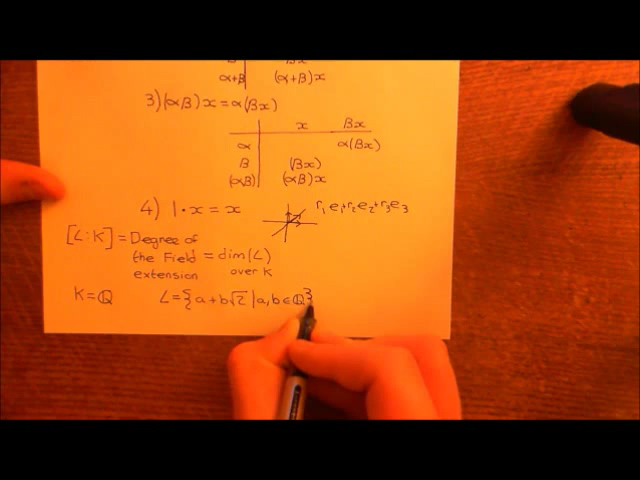 β βx
α+β (α+β)x
3) (αβ)x = α(βx)
x βx
α α(βx)
β (βx)
(αβ) (αβ)x
4) 1·x = x r₁e₁+r₂e₂+r₃e₃
[L:K] = Degree of the Field extension = dim(L) over K
K = ℚ L = {a+b√2 | a,b ∈ ℚ}